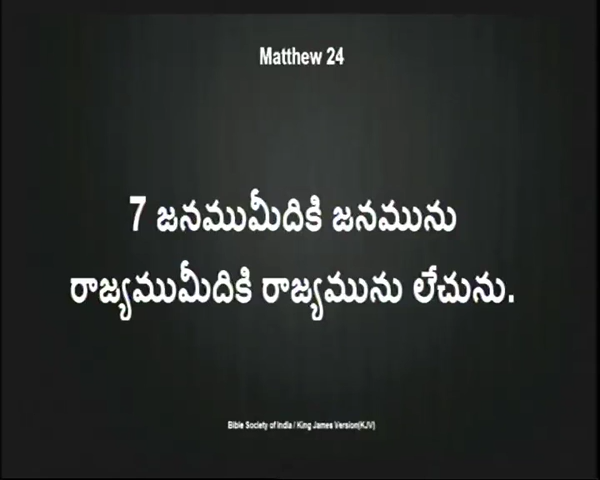 Matthew 24
7 జనముమీదికి జనమును
రాజ్యముమీదికి రాజ్యమును లేచును.
Bible Society of India / King James Version(KJV)